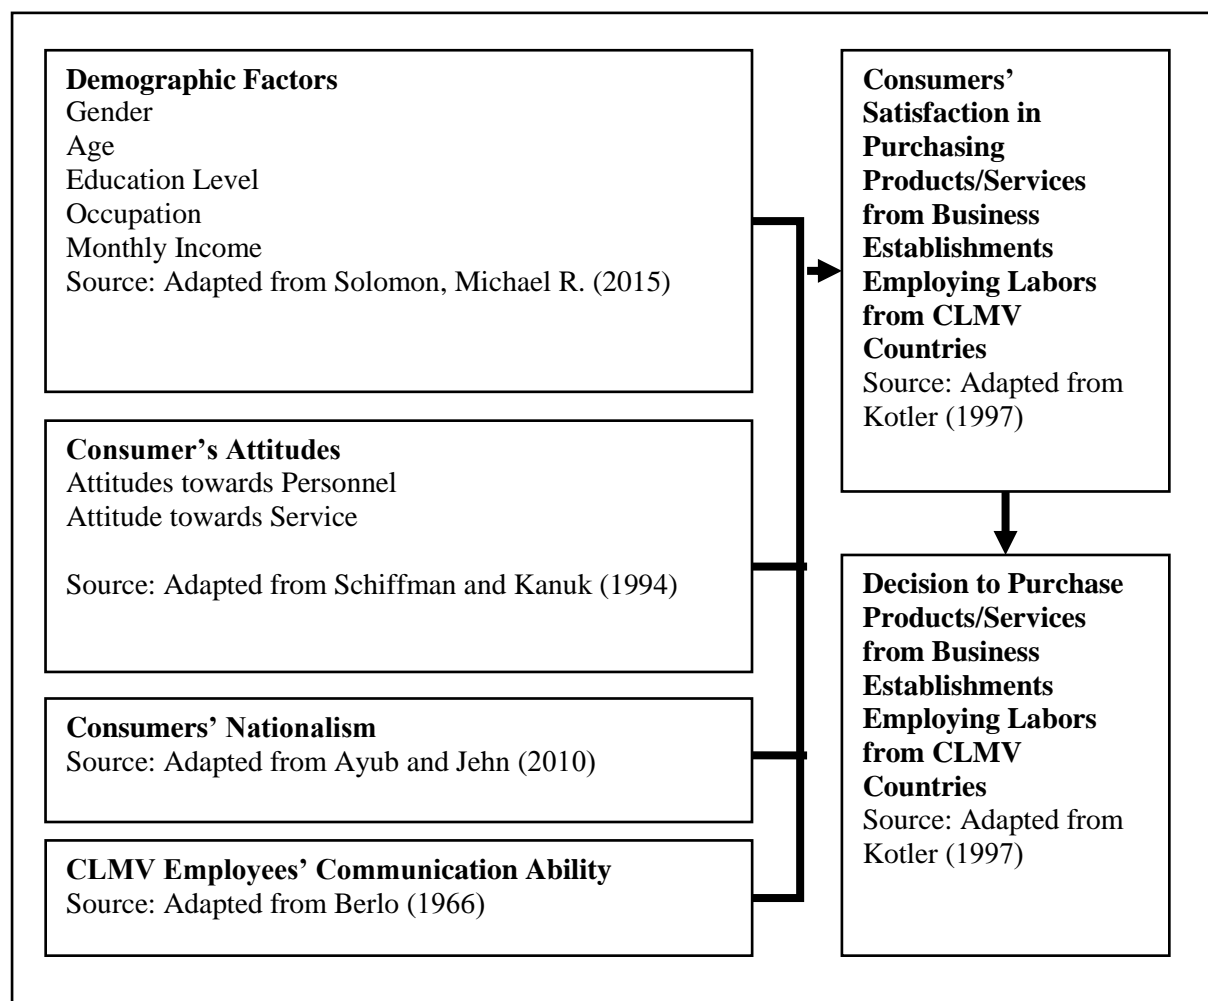 Demographic Factors
Gender
Age
Education Level
Occupation
Monthly Income
Source: Adapted from Solomon, Michael R. (2015)
Consumer’s Attitudes
Attitudes towards Personnel
Attitude towards Service
Source: Adapted from Schiffman and Kanuk (1994)
Consumers’ Nationalism
Source: Adapted from Ayub and Jehn (2010)
CLMV Employees’ Communication Ability
Source: Adapted from Berlo (1966)
Consumers’
Satisfaction in
Purchasing
Products/Services
from Business
Establishments
Employing Labors
from CLMV
Countries
Source: Adapted from
Kotler (1997)
Decision to Purchase
Products/Services
from Business
Establishments
Employing Labors
from CLMV
Countries
Source: Adapted from
Kotler (1997)